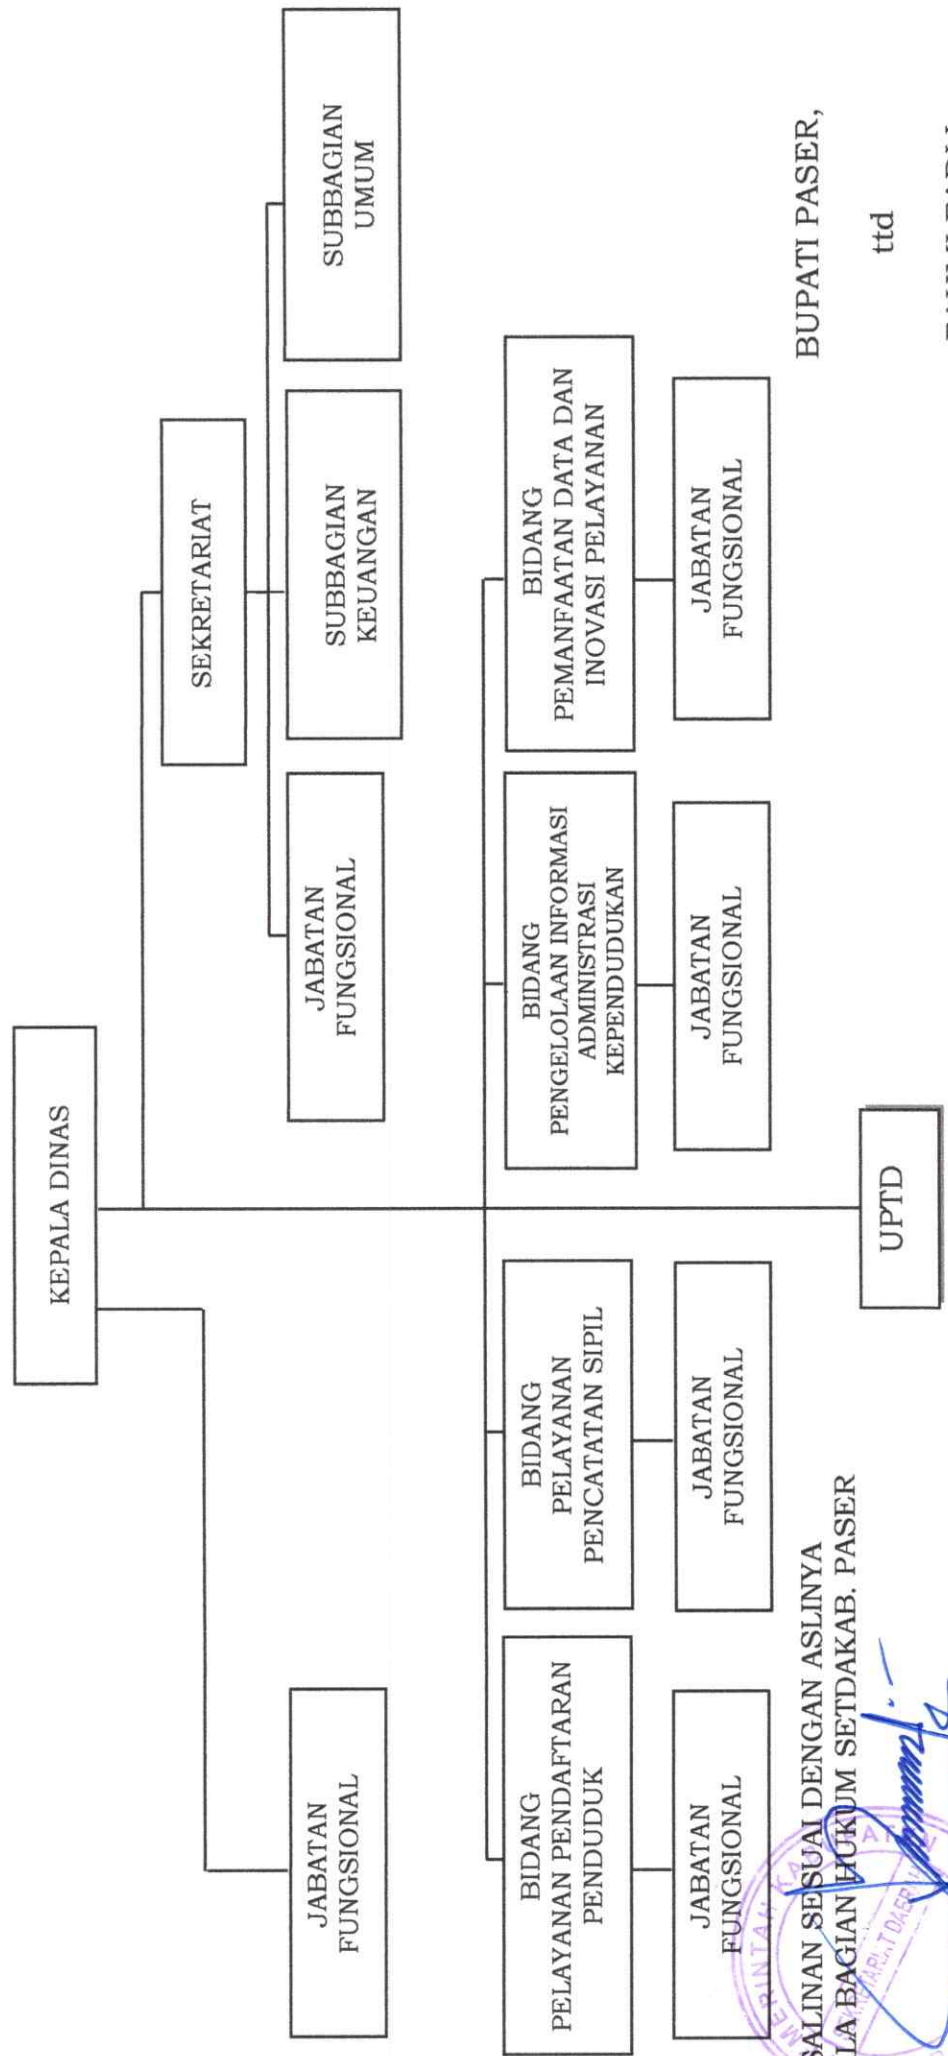 KEPALA DINAS
SEKRETARIAT
JABATAN
FUNGSIONAL
JABATAN
FUNGSIONAL
SUBBAGIAN
KEUANGAN
SUBBAGIAN
UMUM
BIDANG
PELAYANAN PENDAFTARAN
PENDUDUK
BIDANG
PELAYANAN
PENCATATAN SIPIL
BIDANG
PENGELOLAAN INFORMASI
ADMINISTRASI
KEPENDUDUKAN
BIDANG
PEMANFAATAN DATA DAN
INOVASI PELAYANAN
JABATAN
FUNGSIONAL
JABATAN
FUNGSIONAL
JABATAN
FUNGSIONAL
JABATAN
FUNGSIONAL
UPTD
BUPATI PASER,
ttd
SALINAN SESUAI DENGAN ASLINYA
LA BAGIAN HUKUM SETDAKAB. PASER